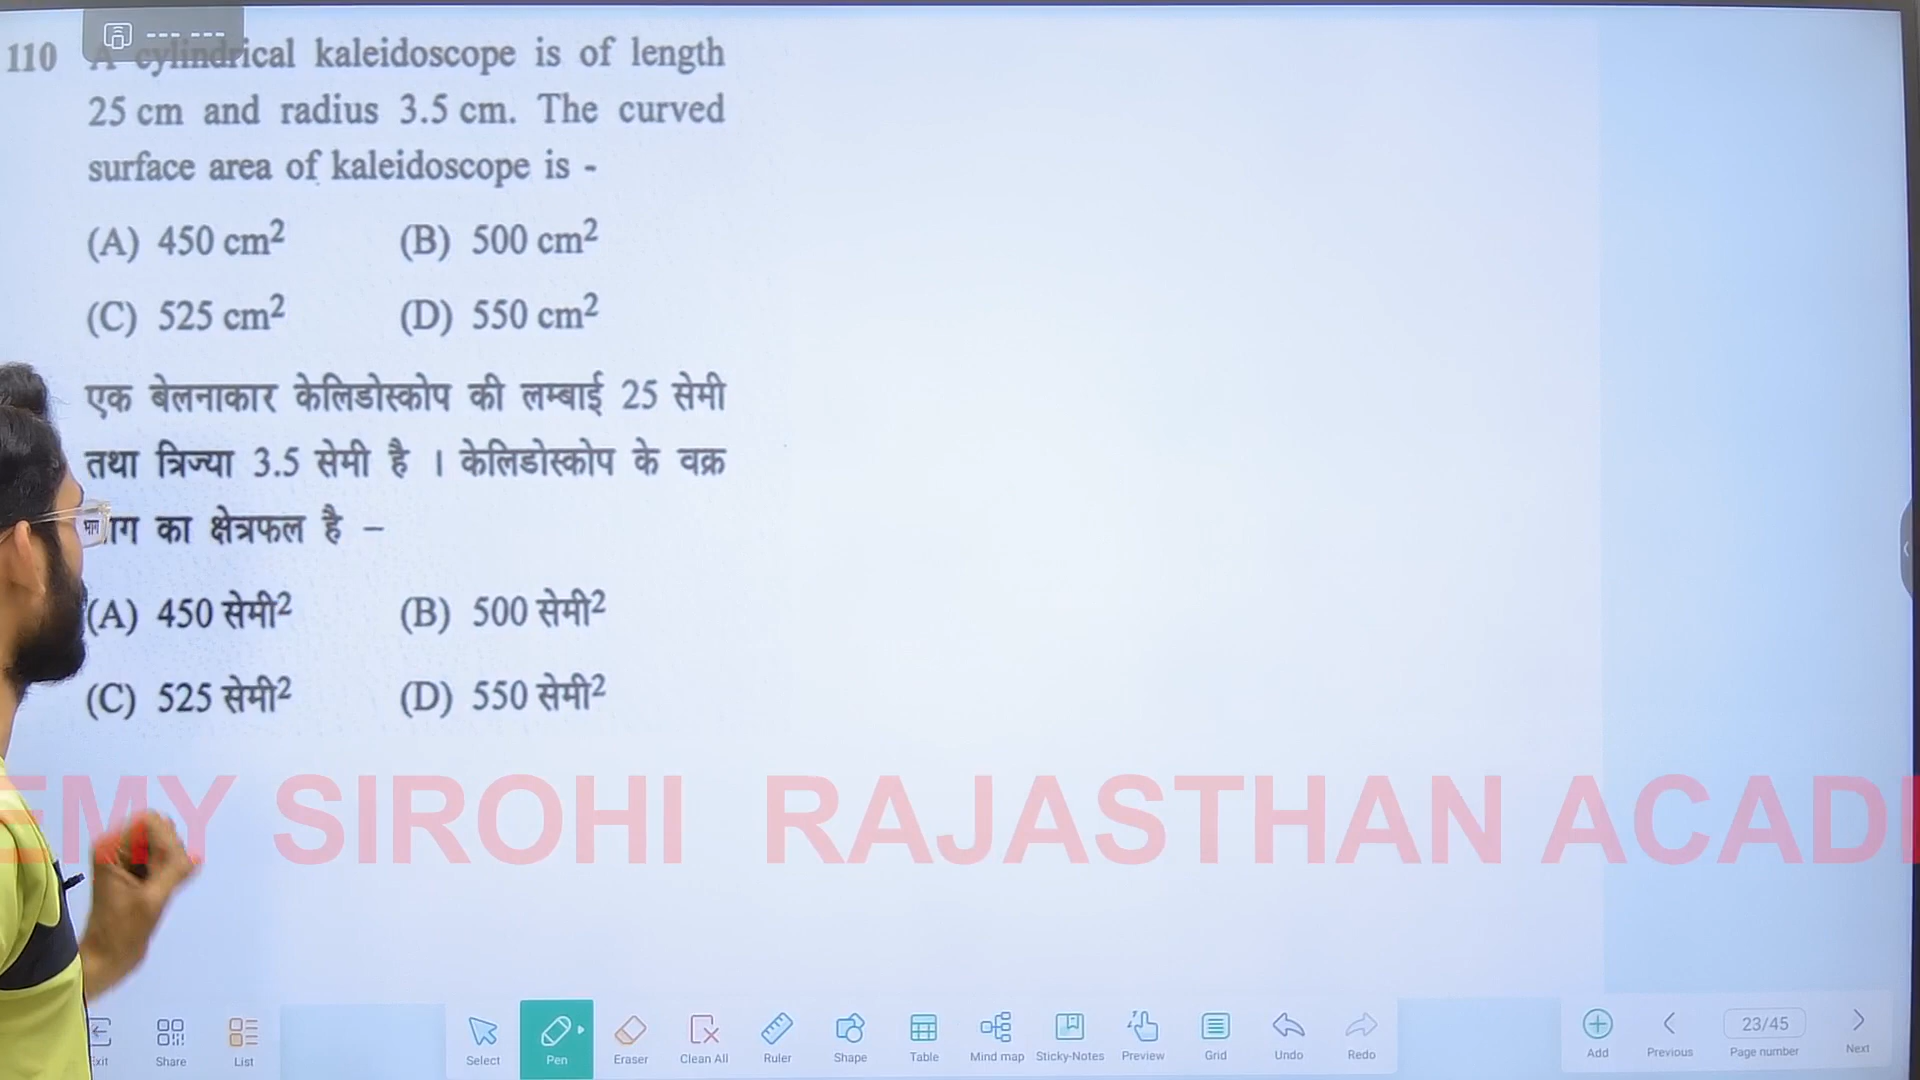 110 A cylindrical kaleidoscope is of length
25 cm and radius 3.5 cm. The curved
surface area of kaleidoscope is -
(A) 450 cm² (B) 500 cm²
(C) 525 cm² (D) 550 cm²
एक बेलनाकार केलिडोस्कोप की लम्बाई 25 सेमी
तथा त्रिज्या 3.5 सेमी है । केलिडोस्कोप के वक्र
भाग का क्षेत्रफल है –
(A) 450 सेमी² (B) 500 सेमी²
(C) 525 सेमी² (D) 550 सेमी²
EMY SIROHI RAJASTHAN ACAD
Exit Share List Select Pen Eraser Clean All Ruler Shape Table Mind map Sticky-Notes Preview Grid Undo Redo Add Previous 23/45 Page number Next